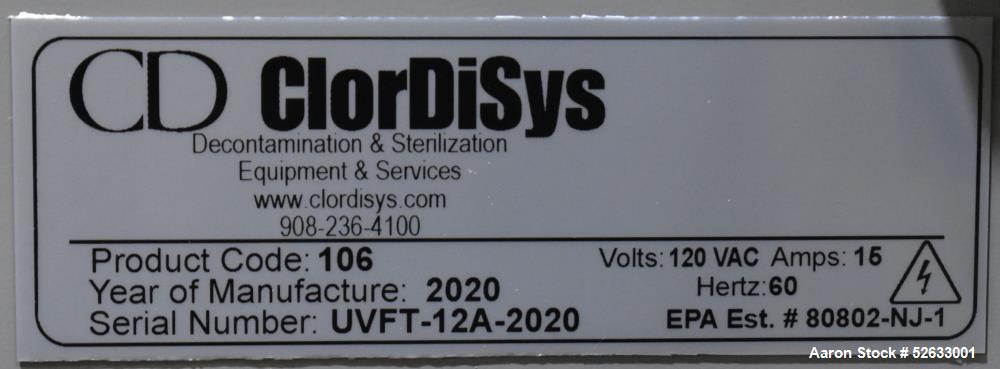 CD ClorDiSys
Decontamination & Sterilization
Equipment & Services
www.clordisys.com
908-236-4100
Product Code: 106
Year of Manufacture: 2020
Serial Number: UVFT-12A-2020
Volts: 120 VAC Amps: 15
Hertz:60
EPA Est. # 80802-NJ-1
Aaron Stock # 52633001